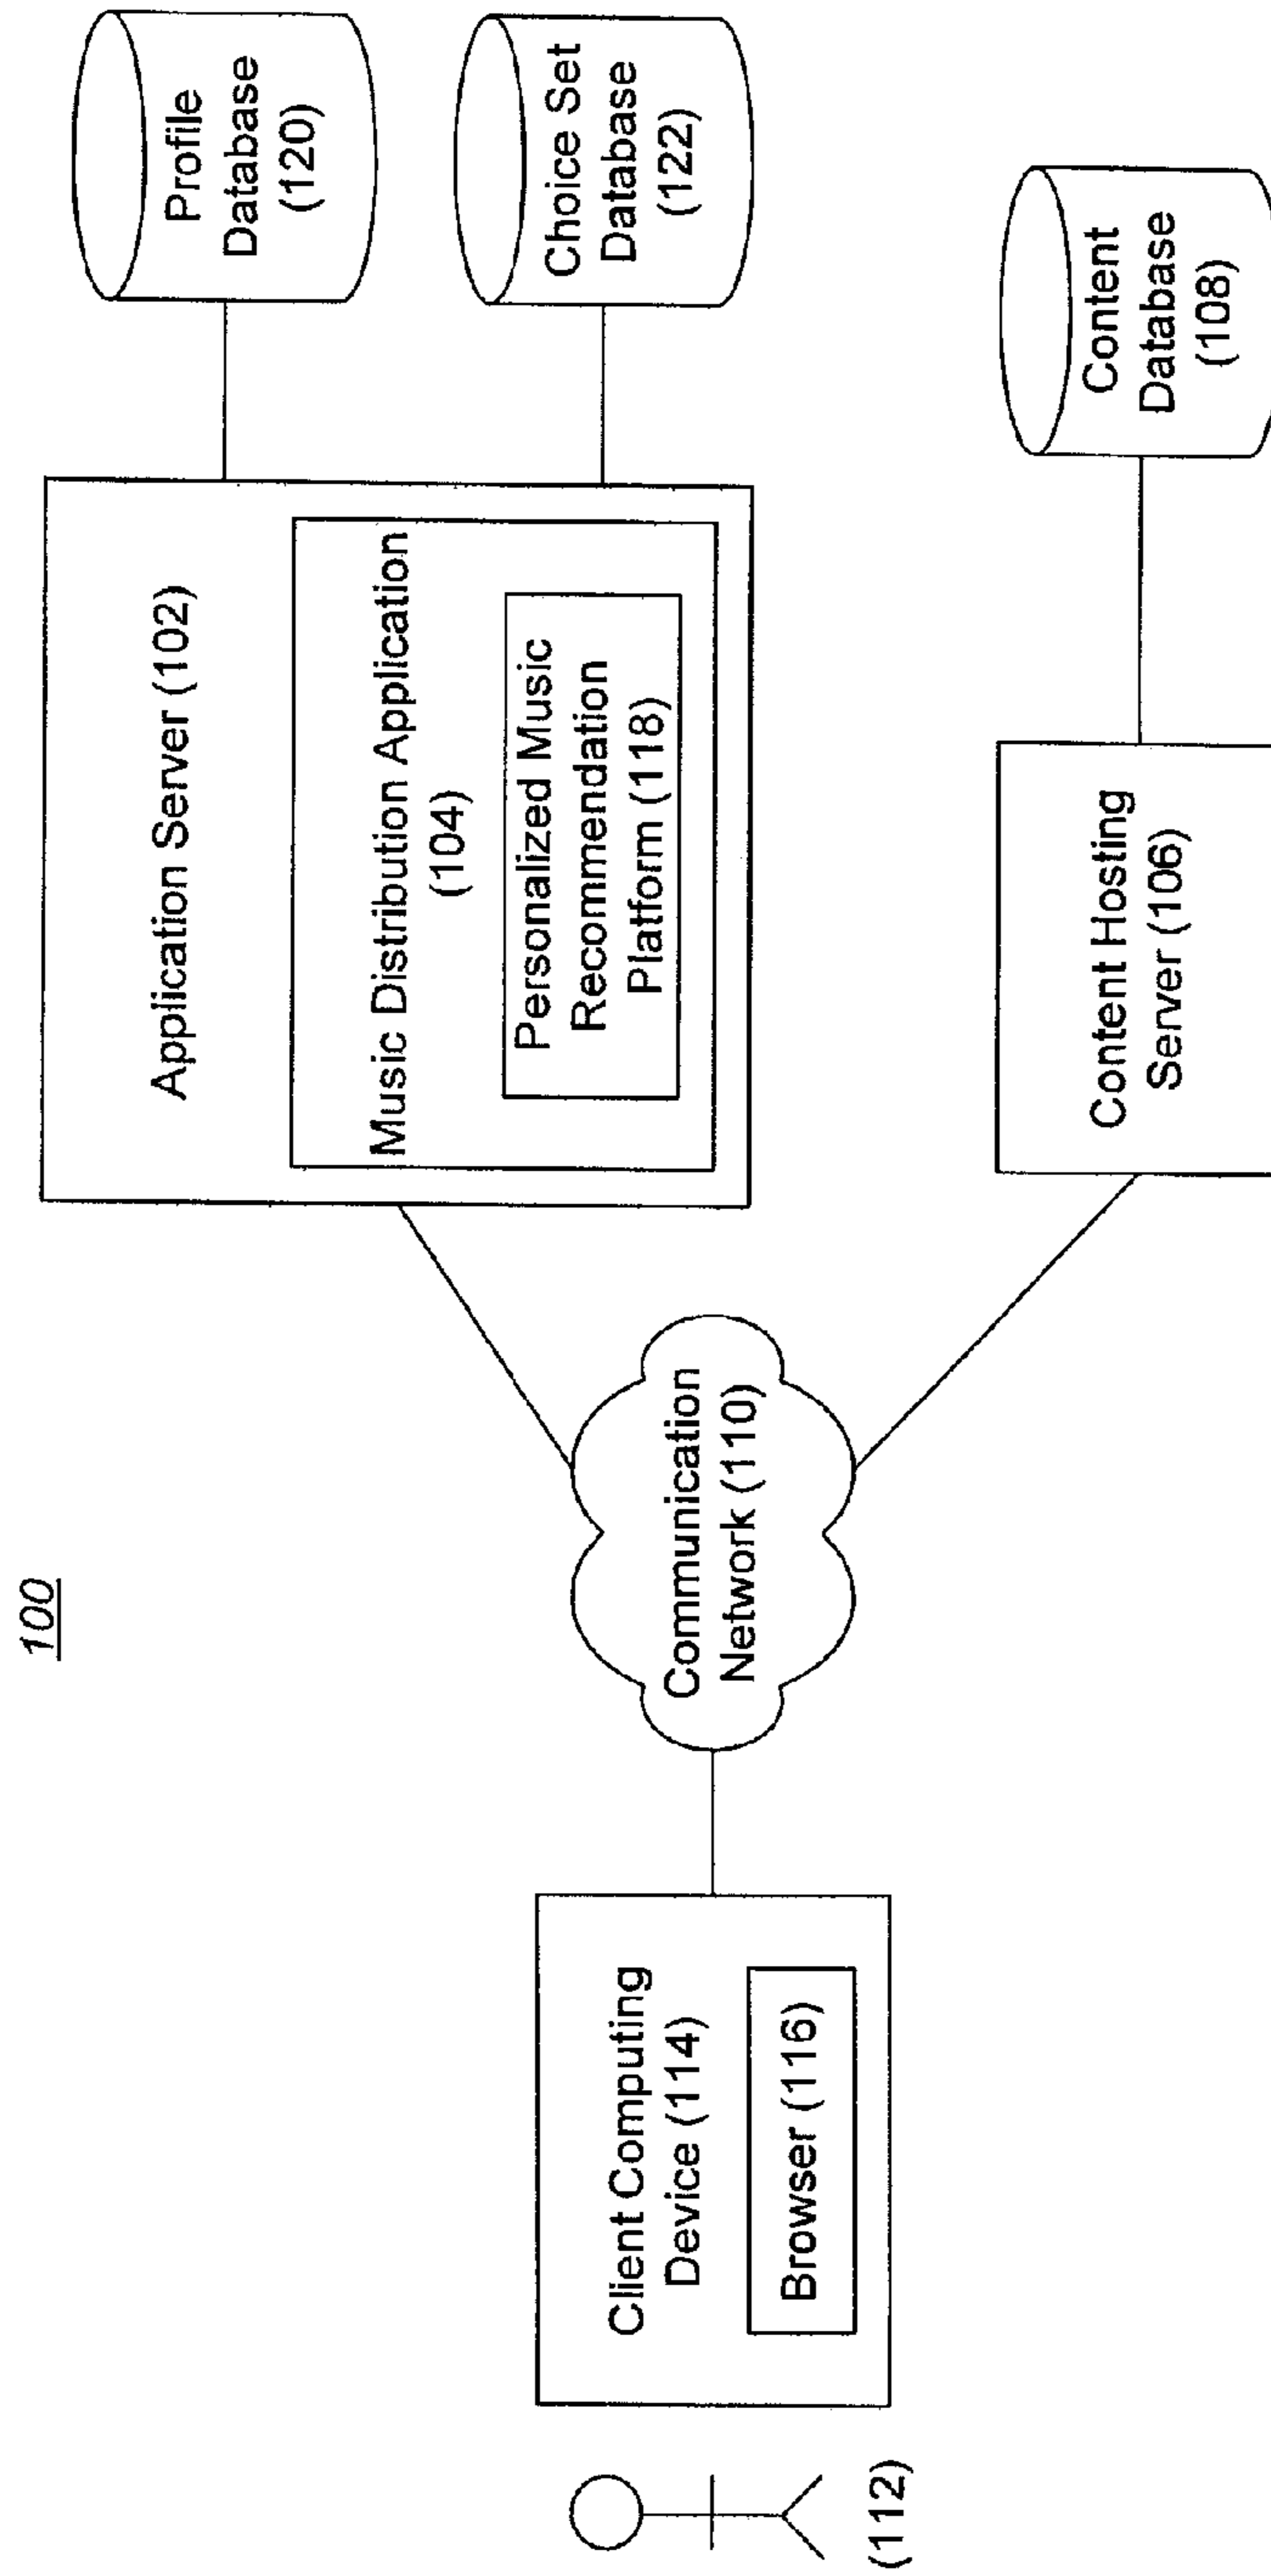 100
Profile
Database
(120)
Choice Set
Database
(122)
Application Server (102)
Music Distribution Application
(104)
Personalized Music
Recommendation
Platform (118)
Content
Database
(108)
Content Hosting
Server (106)
Communication
Network (110)
Client Computing
Device (114)
Browser (116)
(112)